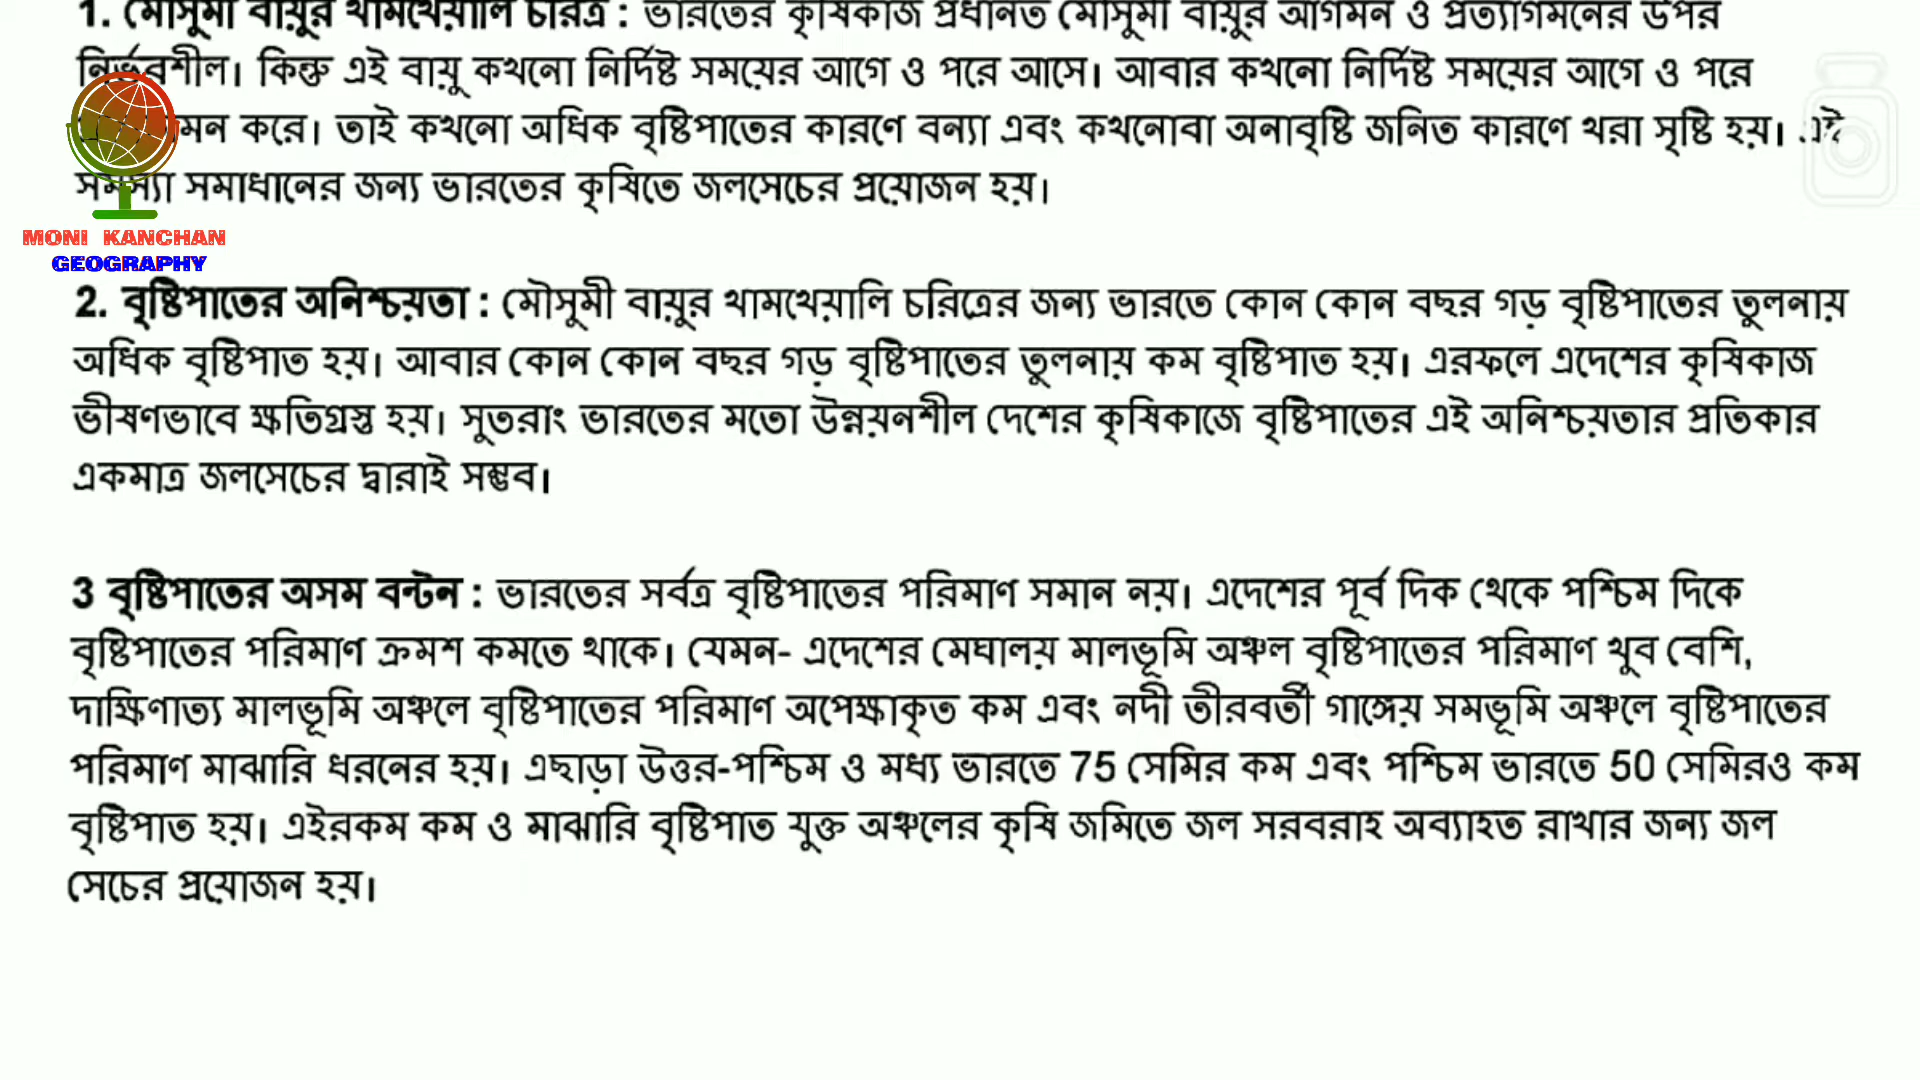 1. মৌসুমী বায়ুর খামখেয়ালি চরিত্র : ভারতের কৃষিকাজ প্রধানত মৌসুমী বায়ুর আগমন ও প্রত্যাগমনের উপর
নির্ভরশীল। কিন্তু এই বায়ু কখনো নির্দিষ্ট সময়ের আগে ও পরে আসে। আবার কখনো নির্দিষ্ট সময়ের আগে ও পরে
করে। তাই কখনো অধিক বৃষ্টিপাতের কারণে বন্যা এবং কখনোবা অনাবৃষ্টি জনিত কারণে খরা সৃষ্টি হয়। এই
সমস্যা সমাধানের জন্য ভারতের কৃষিতে জলসেচের প্রয়োজন হয়।
MONI KANCHAN
GEOGRAPHY
2. বৃষ্টিপাতের অনিশ্চয়তা : মৌসুমী বায়ুর খামখেয়ালি চরিত্রের জন্য ভারতে কোন কোন বছর গড় বৃষ্টিপাতের তুলনায়
অধিক বৃষ্টিপাত হয়। আবার কোন কোন বছর গড় বৃষ্টিপাতের তুলনায় কম বৃষ্টিপাত হয়। এরফলে এদেশের কৃষিকাজ
ভীষণভাবে ক্ষতিগ্রস্ত হয়। সুতরাং ভারতের মতো উন্নয়নশীল দেশের কৃষিকাজে বৃষ্টিপাতের এই অনিশ্চয়তার প্রতিকার
একমাত্র জলসেচের দ্বারাই সম্ভব।
3 বৃষ্টিপাতের অসম বন্টন : ভারতের সর্বত্র বৃষ্টিপাতের পরিমাণ সমান নয়। এদেশের পূর্ব দিক থেকে পশ্চিম দিকে
বৃষ্টিপাতের পরিমাণ ক্রমশ কমতে থাকে। যেমন- এদেশের মেঘালয় মালভূমি অঞ্চল বৃষ্টিপাতের পরিমাণ খুব বেশি,
দাক্ষিণাত্য মালভূমি অঞ্চলে বৃষ্টিপাতের পরিমাণ অপেক্ষাকৃত কম এবং নদী তীরবর্তী গাঙ্গেয় সমভূমি অঞ্চলে বৃষ্টিপাতের
পরিমাণ মাঝারি ধরনের হয়। এছাড়া উত্তর-পশ্চিম ও মধ্য ভারতে 75 সেমির কম এবং পশ্চিম ভারতে 50 সেমিরও কম
বৃষ্টিপাত হয়। এইরকম কম ও মাঝারি বৃষ্টিপাত যুক্ত অঞ্চলের কৃষি জমিতে জল সরবরাহ অব্যাহত রাখার জন্য জল
সেচের প্রয়োজন হয়।